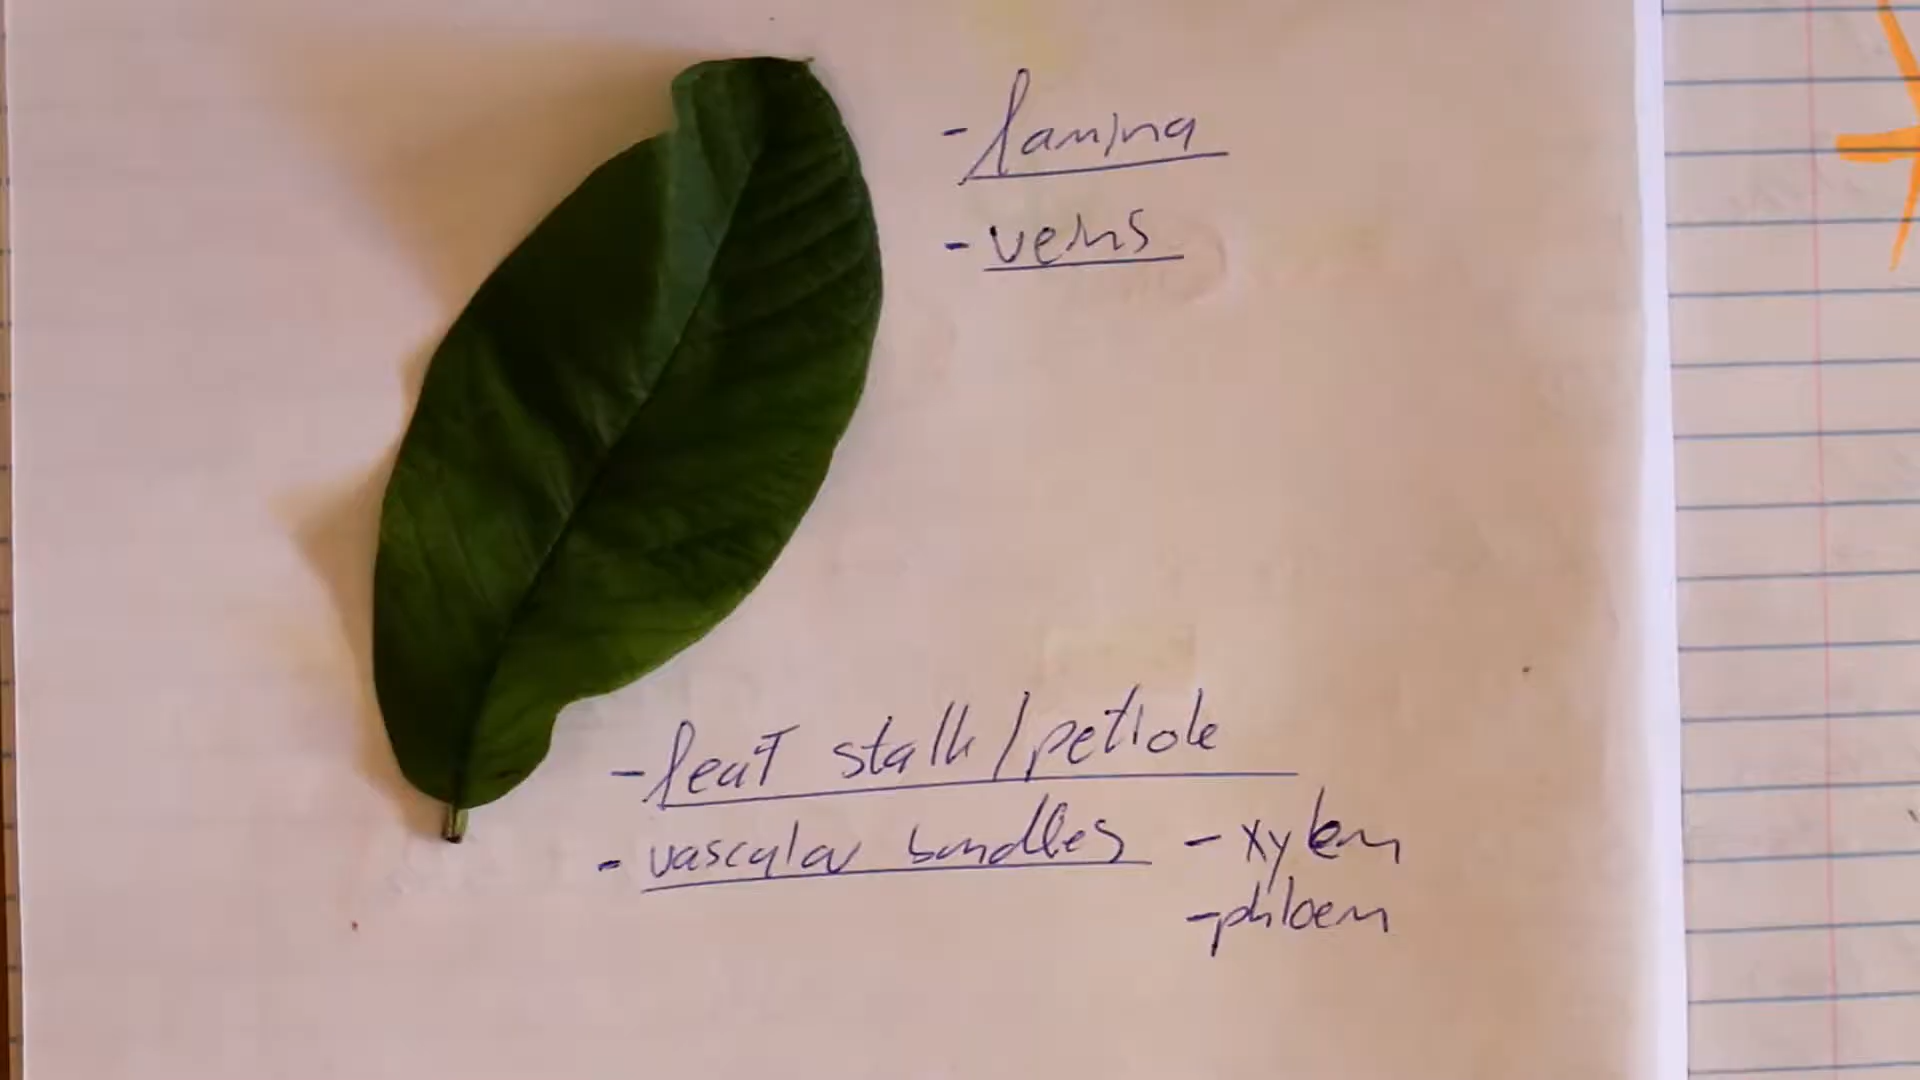 - lamina
- veins
- leaf stalk/petiole
- vascular bundles - xylem
- phloem